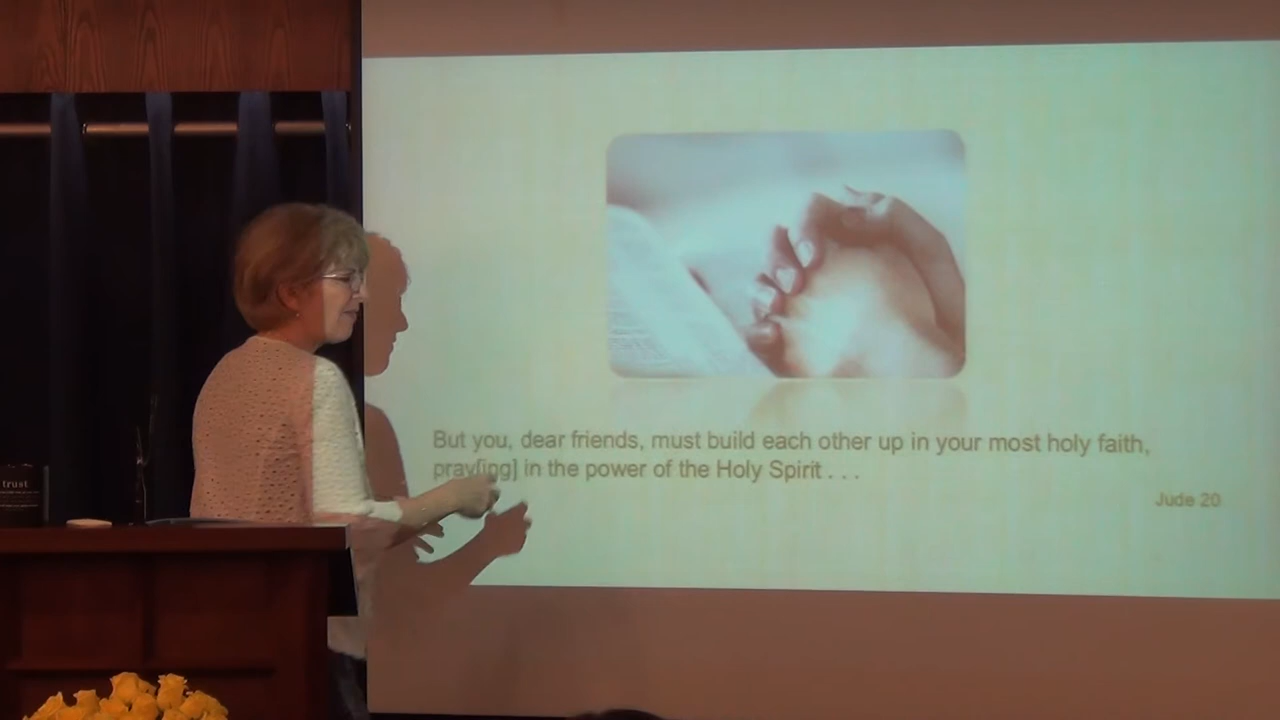 But you, dear friends, must build each other up in your most holy faith,
pray[ing] in the power of the Holy Spirit . . .
Jude 20
trust